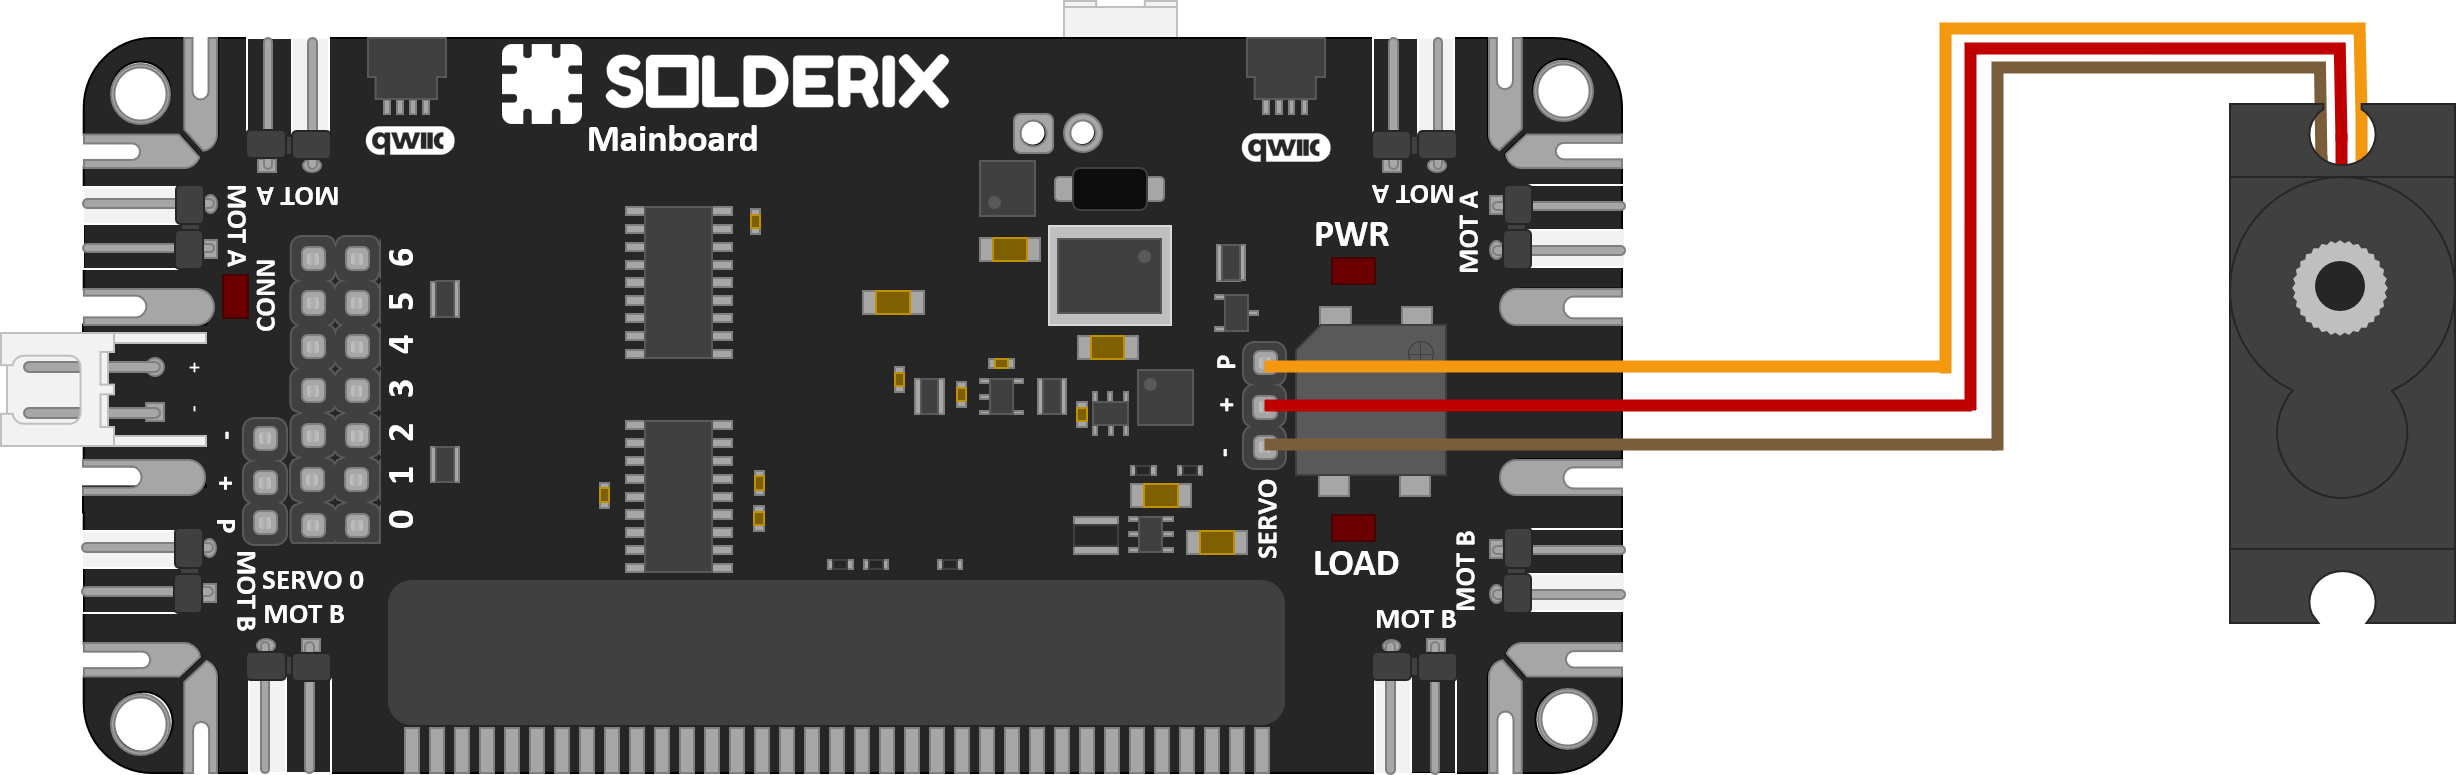 SOLDERIX
Mainboard
qwiic
qwiic
MOT A
MOT A
MOT A
MOT A
PWR
CONN
6
5
4
3
2
1
0
+
-
-
+
P
P
+
-
SERVO
LOAD
MOT B
SERVO 0
MOT B
MOT B
MOT B